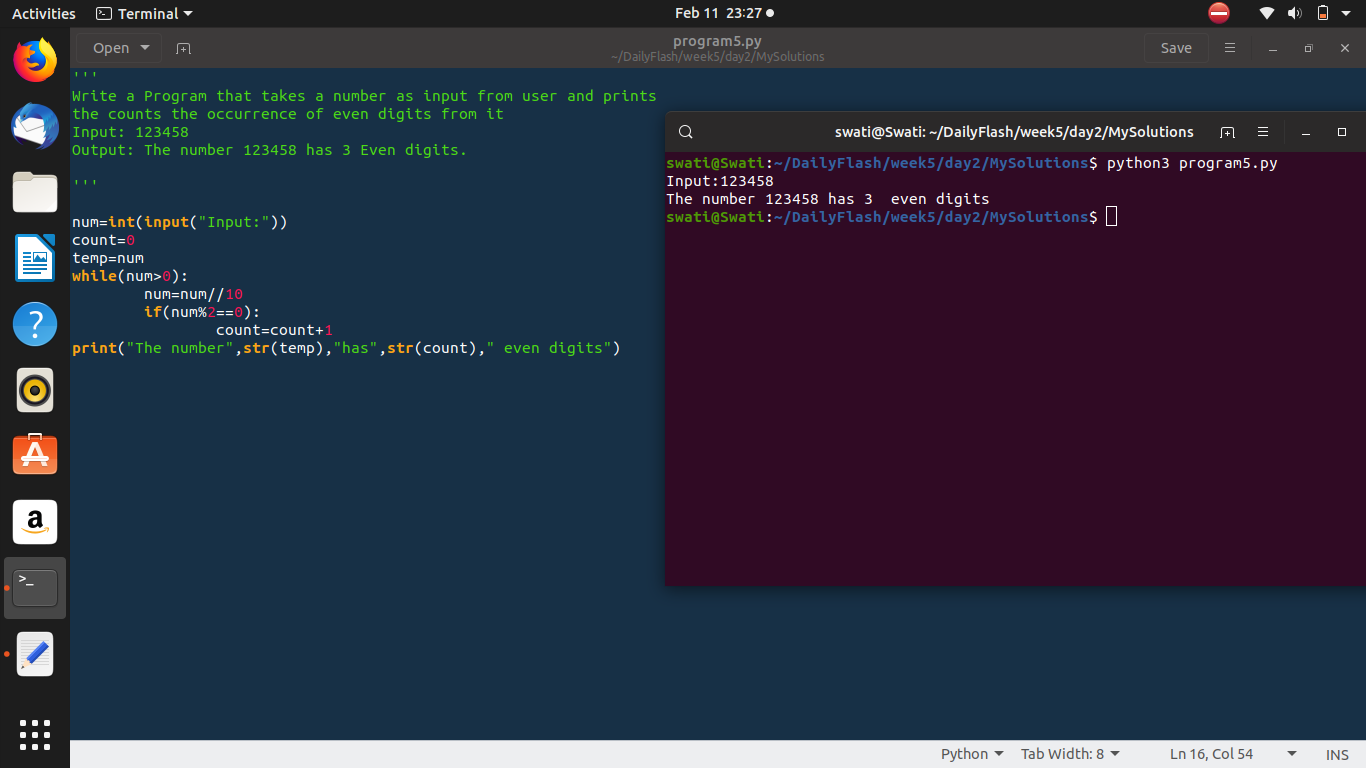 Activities
Terminal
Feb 11 23:27
Open
program5.py
~/DailyFlash/week5/day2/MySolutions
Save
'''
Write a Program that takes a number as input from user and prints
the counts the occurrence of even digits from it
Input: 123458
Output: The number 123458 has 3 Even digits.
'''
num=int(input("Input:"))
count=0
temp=num
while(num>0):
        num=num//10
        if(num%2==0):
                count=count+1
print("The number",str(temp),"has",str(count)," even digits")
swati@Swati: ~/DailyFlash/week5/day2/MySolutions
swati@Swati:~/DailyFlash/week5/day2/MySolutions$ python3 program5.py
Input:123458
The number 123458 has 3  even digits
swati@Swati:~/DailyFlash/week5/day2/MySolutions$
?
A
a
>_
Python
Tab Width: 8
Ln 16, Col 54
INS